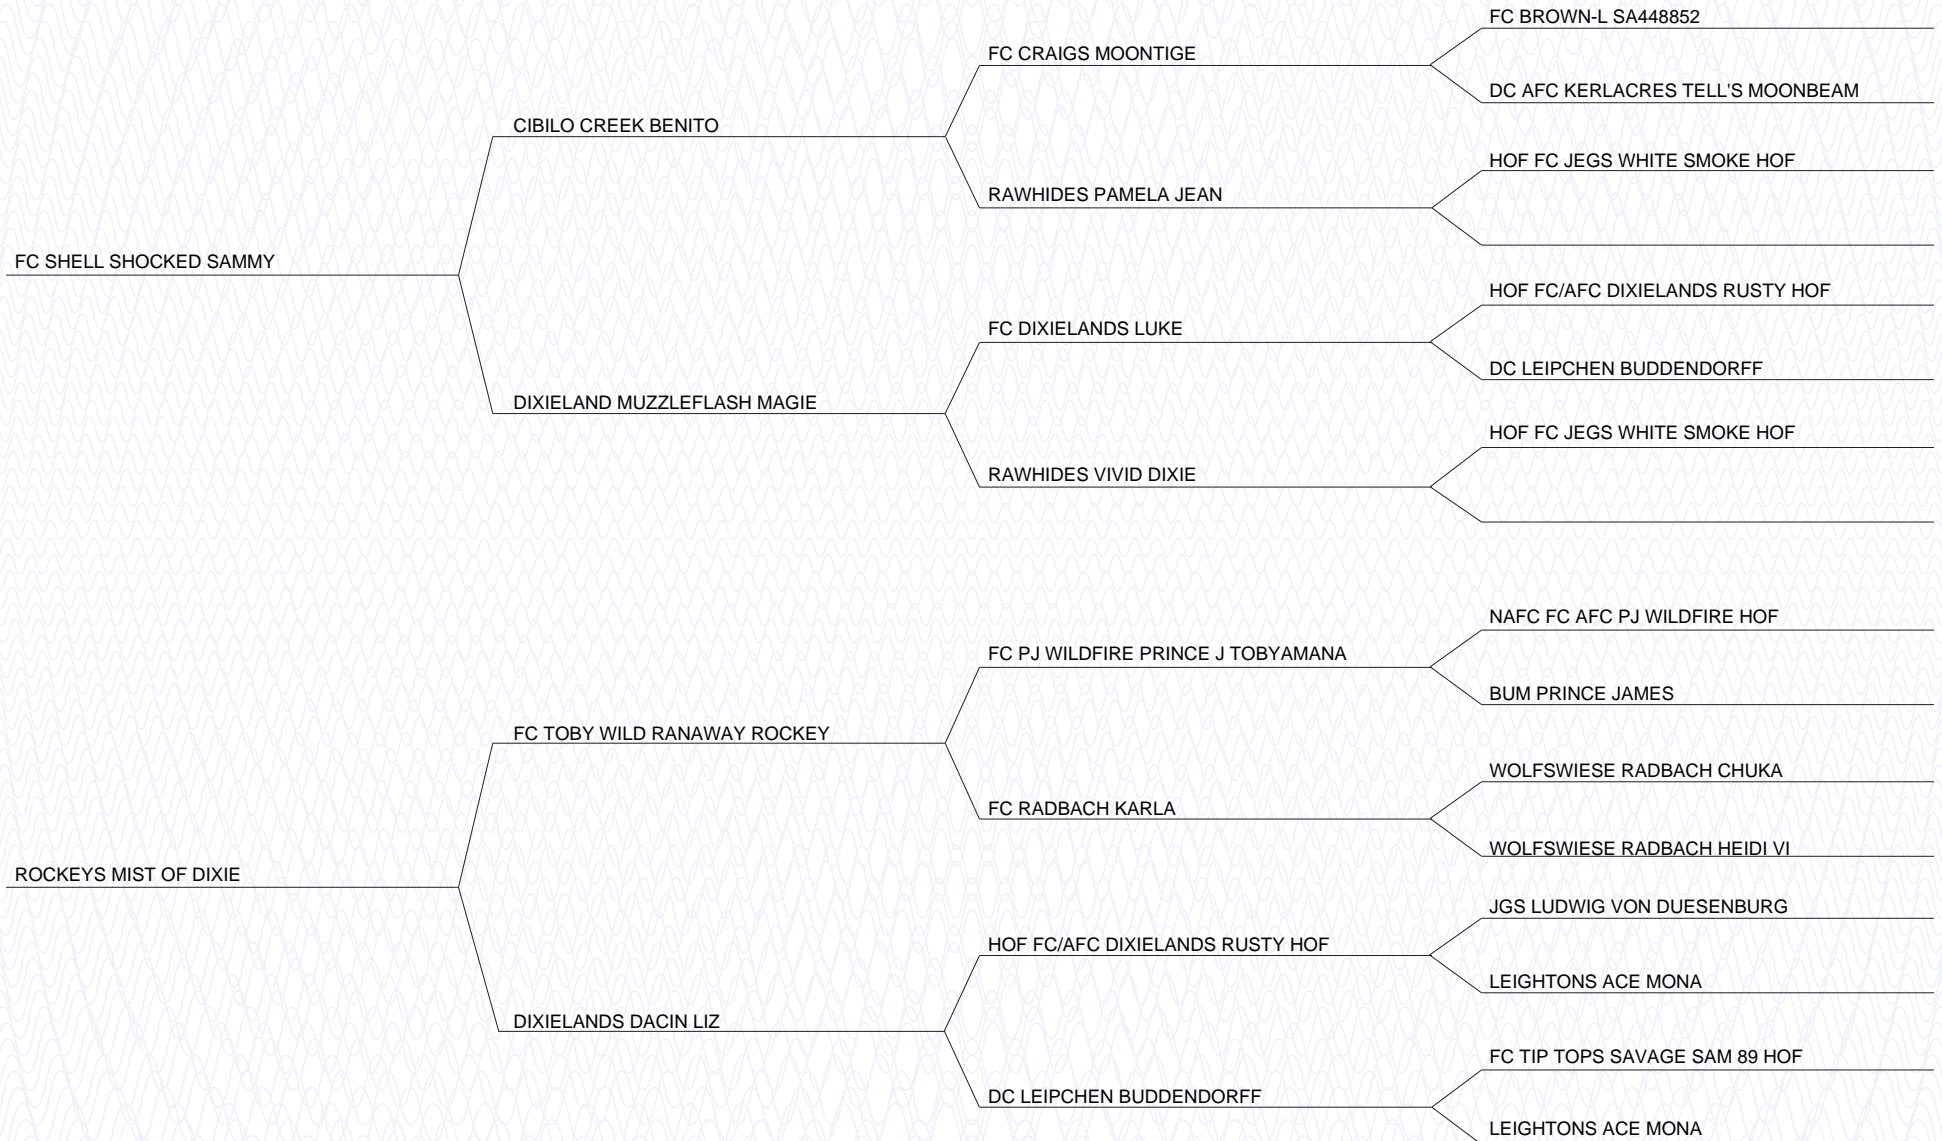 FC BROWN-L SA448852
FC CRAIGS MOONTIGE
DC AFC KERLACRES TELL'S MOONBEAM
CIBILO CREEK BENITO
HOF FC JEGS WHITE SMOKE HOF
RAWHIDES PAMELA JEAN
FC SHELL SHOCKED SAMMY
HOF FC/AFC DIXIELANDS RUSTY HOF
FC DIXIELANDS LUKE
DC LEIPCHEN BUDDENDORFF
DIXIELAND MUZZLEFLASH MAGIE
HOF FC JEGS WHITE SMOKE HOF
RAWHIDES VIVID DIXIE
NAFC FC AFC PJ WILDFIRE HOF
FC PJ WILDFIRE PRINCE J TOBYAMANA
BUM PRINCE JAMES
FC TOBY WILD RANAWAY ROCKEY
WOLFSWIESE RADBACH CHUKA
FC RADBACH KARLA
WOLFSWIESE RADBACH HEIDI VI
ROCKEYS MIST OF DIXIE
JGS LUDWIG VON DUESENBURG
HOF FC/AFC DIXIELANDS RUSTY HOF
LEIGHTONS ACE MONA
DIXIELANDS DACIN LIZ
FC TIP TOPS SAVAGE SAM 89 HOF
DC LEIPCHEN BUDDENDORFF
LEIGHTONS ACE MONA